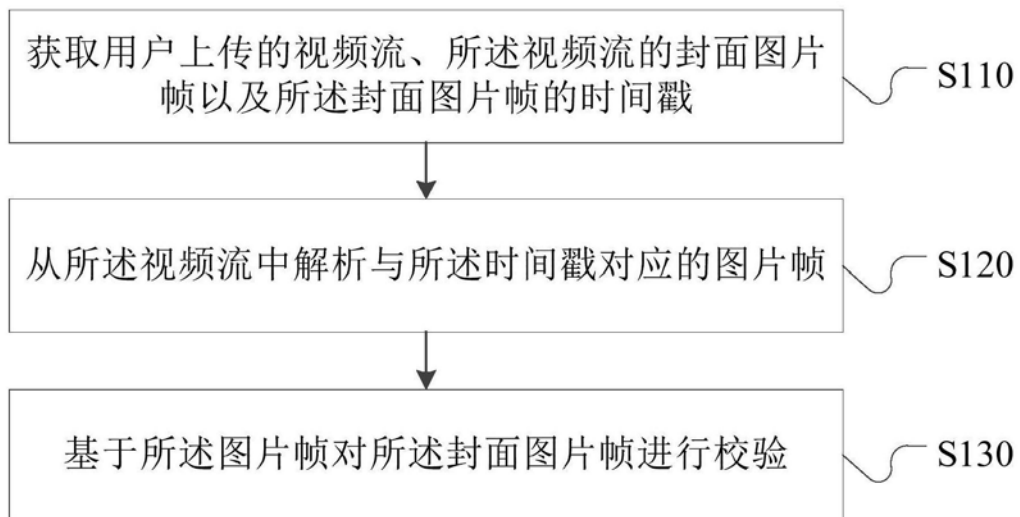 获取用户上传的视频流、所述视频流的封面图片
帧以及所述封面图片帧的时间戳
S110
从所述视频流中解析与所述时间戳对应的图片帧
S120
基于所述图片帧对所述封面图片帧进行校验
S130